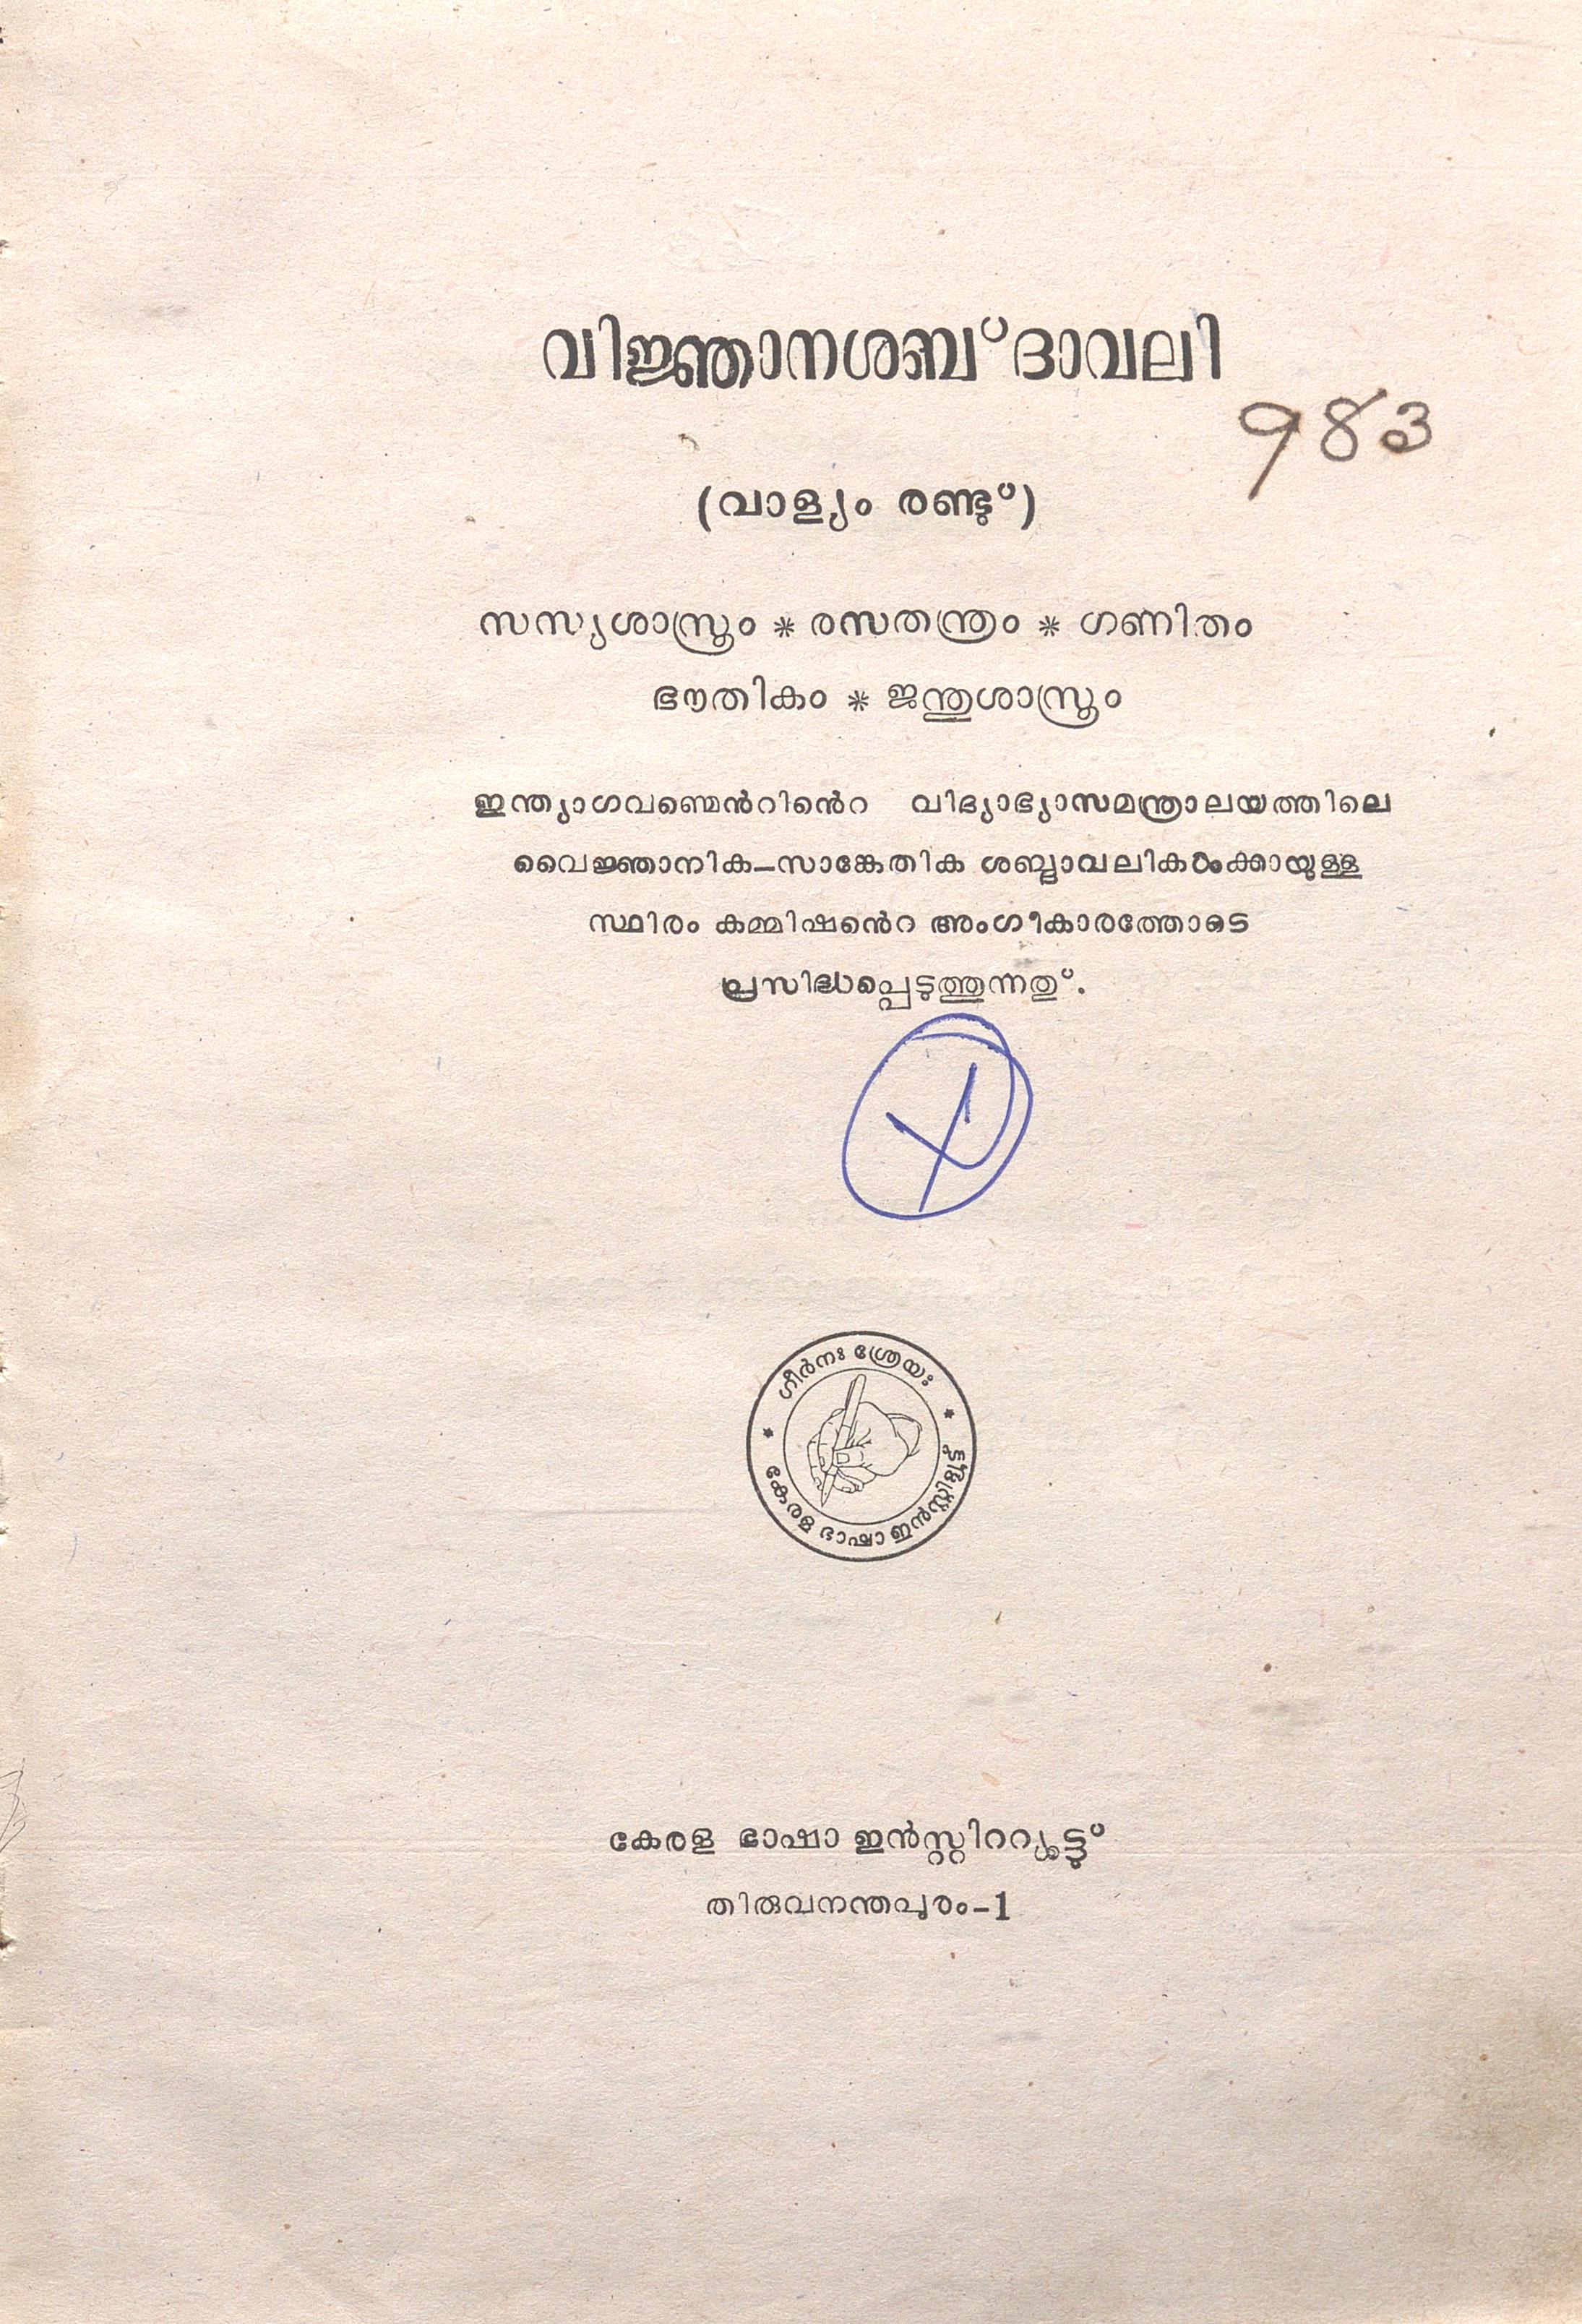 വിജ്ഞാനശബ്ദാവലി
983
(വാള്യം രണ്ടു്)
സസ്യശാസ്ത്രം * രസതന്ത്രം * ഗണിതം
ഭൗതികം * ജന്തുശാസ്ത്രം
ഇന്ത്യാഗവണ്മെൻറിൻെറ വിദ്യാഭ്യാസമന്ത്രാലയത്തിലെ
വൈജ്ഞാനിക—സാങ്കേതിക ശബ്ദാവലികൾക്കായുള്ള
സ്ഥിരം കമ്മിഷൻെറ അംഗീകാരത്തോടെ
പ്രസിദ്ധപ്പെടുത്തുന്നതു്.
ഗീർനഃ ശ്രേയഃ
കേരള ഭാഷാ ഇൻസ്റ്റിറ്റ്യൂട്ട്
കേരള ഭാഷാ ഇൻസ്റ്റിററ്യൂട്ടു്
തിരുവനന്തപുരം-1